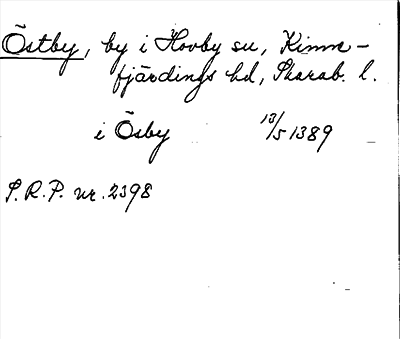 Östby, by i Hovby sn, Kinne-
fjärdings hd, Skarab. l.
i Ösby 13/5 1389
S.R.P. nr. 2398